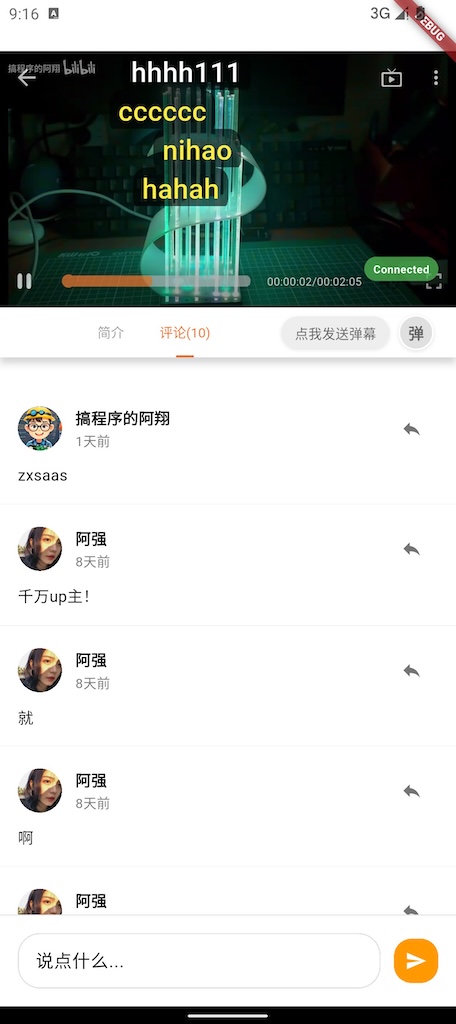 9:16
A
3G
DEBUG
搞程序的阿翔 bilibili
hhhh111
cccccc
nihao
hahah
00:00:02/00:02:05
Connected
简介
评论(10)
点我发送弹幕
弹
搞程序的阿翔
1天前
zxsaas
阿强
8天前
千万up主！
阿强
8天前
就
阿强
8天前
啊
阿强
说点什么...